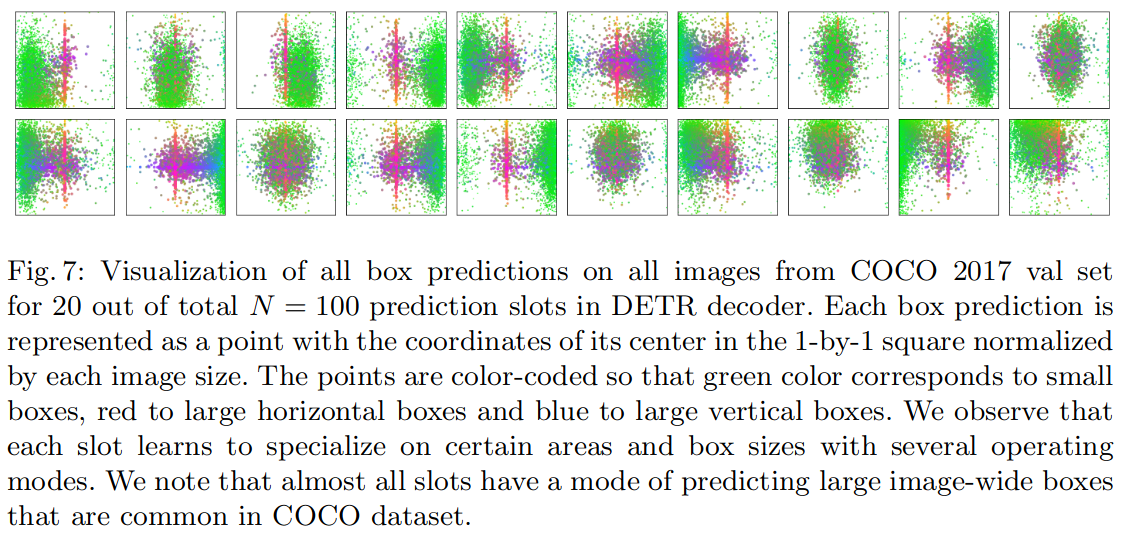 Fig. 7: Visualization of all box predictions on all images from COCO 2017 val set
for 20 out of total N = 100 prediction slots in DETR decoder. Each box prediction is
represented as a point with the coordinates of its center in the 1-by-1 square normalized
by each image size. The points are color-coded so that green color corresponds to small
boxes, red to large horizontal boxes and blue to large vertical boxes. We observe that
each slot learns to specialize on certain areas and box sizes with several operating
modes. We note that almost all slots have a mode of predicting large image-wide boxes
that are common in COCO dataset.